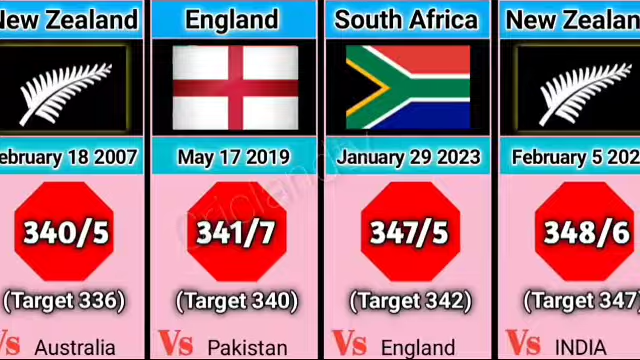 New Zealand
England
South Africa
New Zealan
ebruary 18 2007
May 17 2019
January 29 2023
February 5 202
340/5
341/7
347/5
348/6
(Target 336)
(Target 340)
(Target 342)
(Target 347)
Vs Australia
Vs Pakistan
Vs England
Vs INDIA